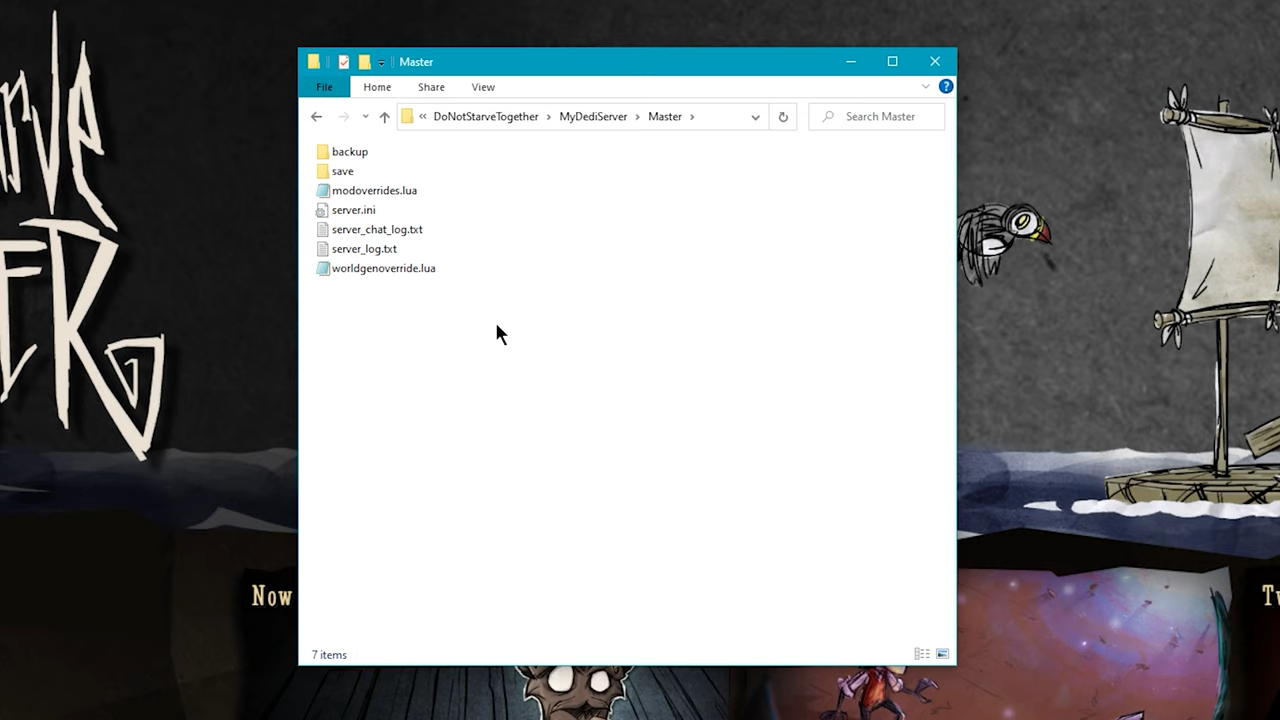 Master
File
Home
Share
View
« DoNotStarveTogether › MyDediServer › Master ›
Search Master
backup
save
modoverrides.lua
server.ini
server_chat_log.txt
server_log.txt
worldgenoverride.lua
Now
7 items